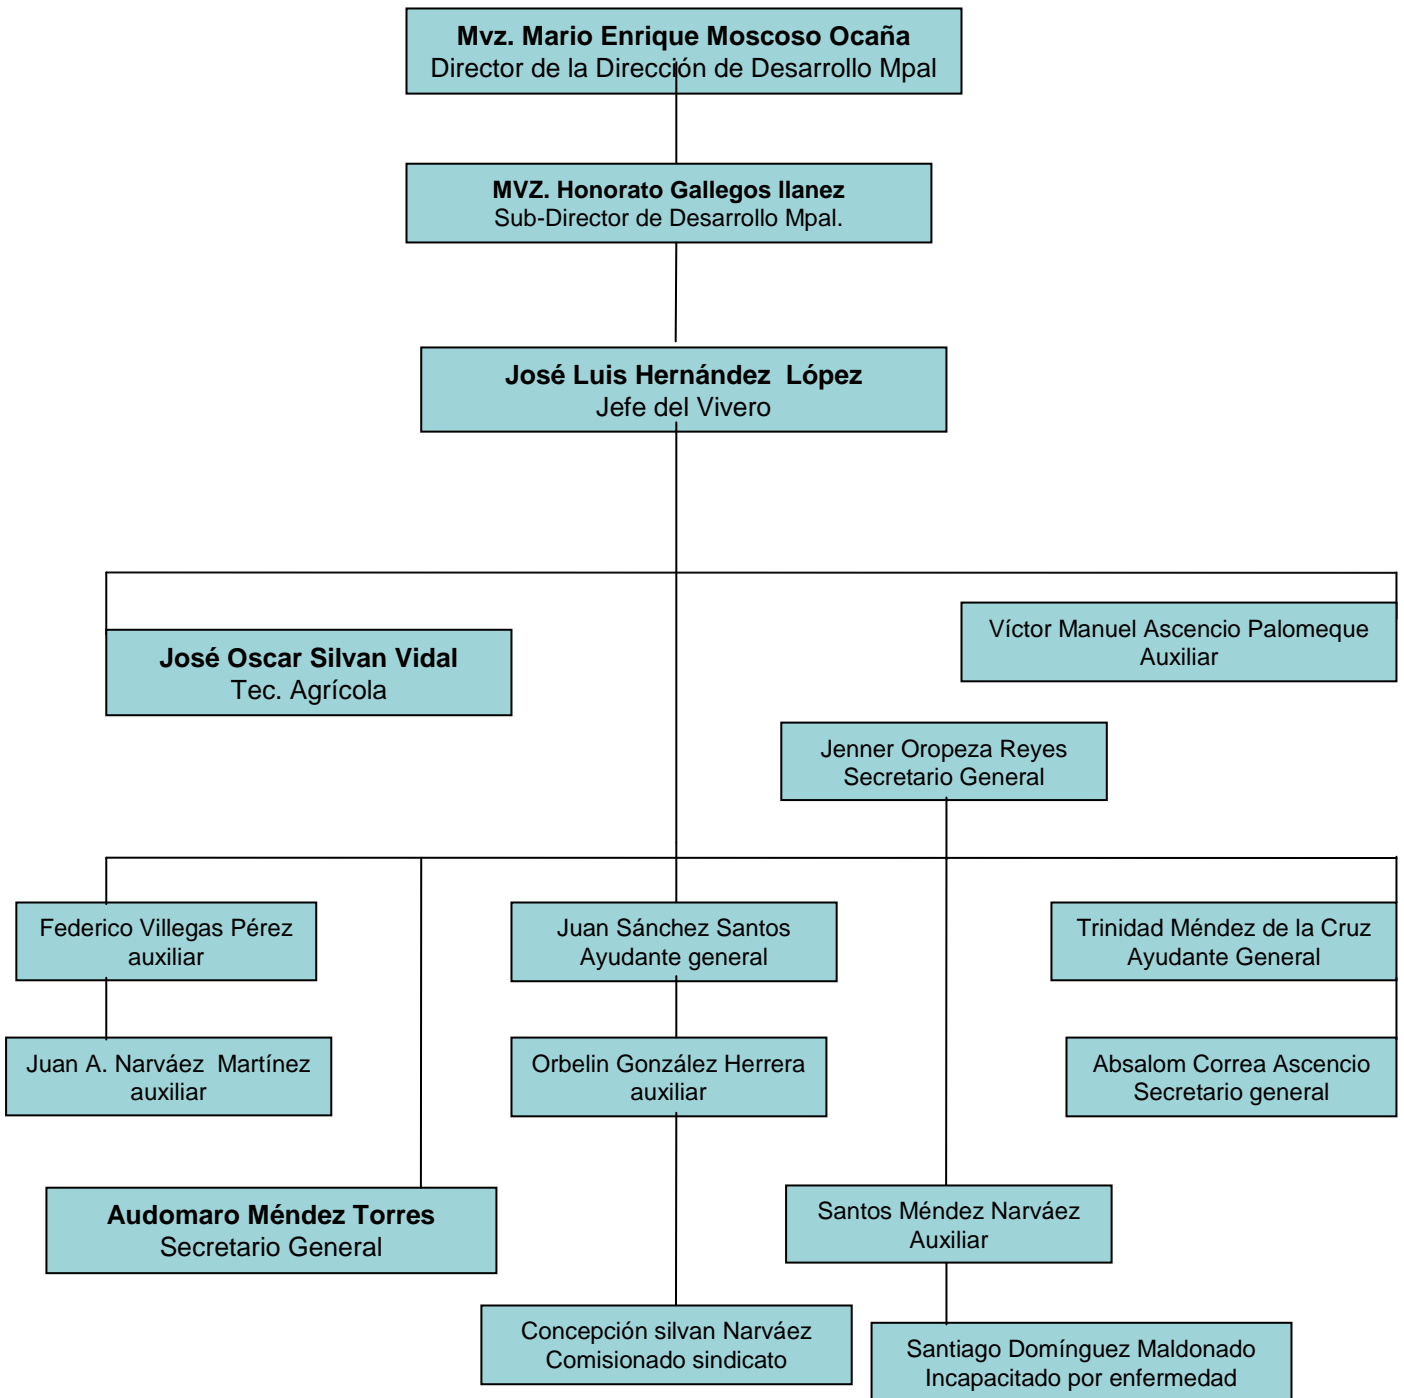 Mvz. Mario Enrique Moscoso Ocaña
Director de la Dirección de Desarrollo Mpal
MVZ. Honorato Gallegos Ilanez
Sub-Director de Desarrollo Mpal.
José Luis Hernández  López
Jefe del Vivero
José Oscar Silvan Vidal
Tec. Agrícola
Víctor Manuel Ascencio Palomeque
Auxiliar
Jenner Oropeza Reyes
Secretario General
Federico Villegas Pérez
auxiliar
Juan Sánchez Santos
Ayudante general
Trinidad Méndez de la Cruz
Ayudante General
Juan A. Narváez  Martínez
auxiliar
Orbelin González Herrera
auxiliar
Absalom Correa Ascencio
Secretario general
Audomaro Méndez Torres
Secretario General
Santos Méndez Narváez
Auxiliar
Concepción silvan Narváez
Comisionado sindicato
Santiago Domínguez Maldonado
Incapacitado por enfermedad